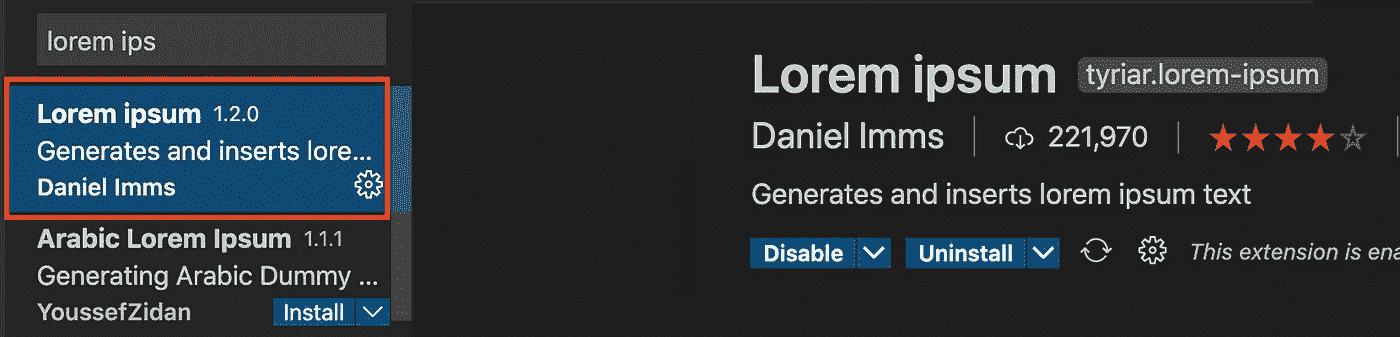 lorem ips
Lorem ipsum 1.2.0
Generates and inserts lore...
Daniel Imms
Arabic Lorem Ipsum 1.1.1
Generating Arabic Dummy ...
YoussefZidan Install
Lorem ipsum tyriar.lorem-ipsum
Daniel Imms 221,970
Generates and inserts lorem ipsum text
Disable Uninstall This extension is ena